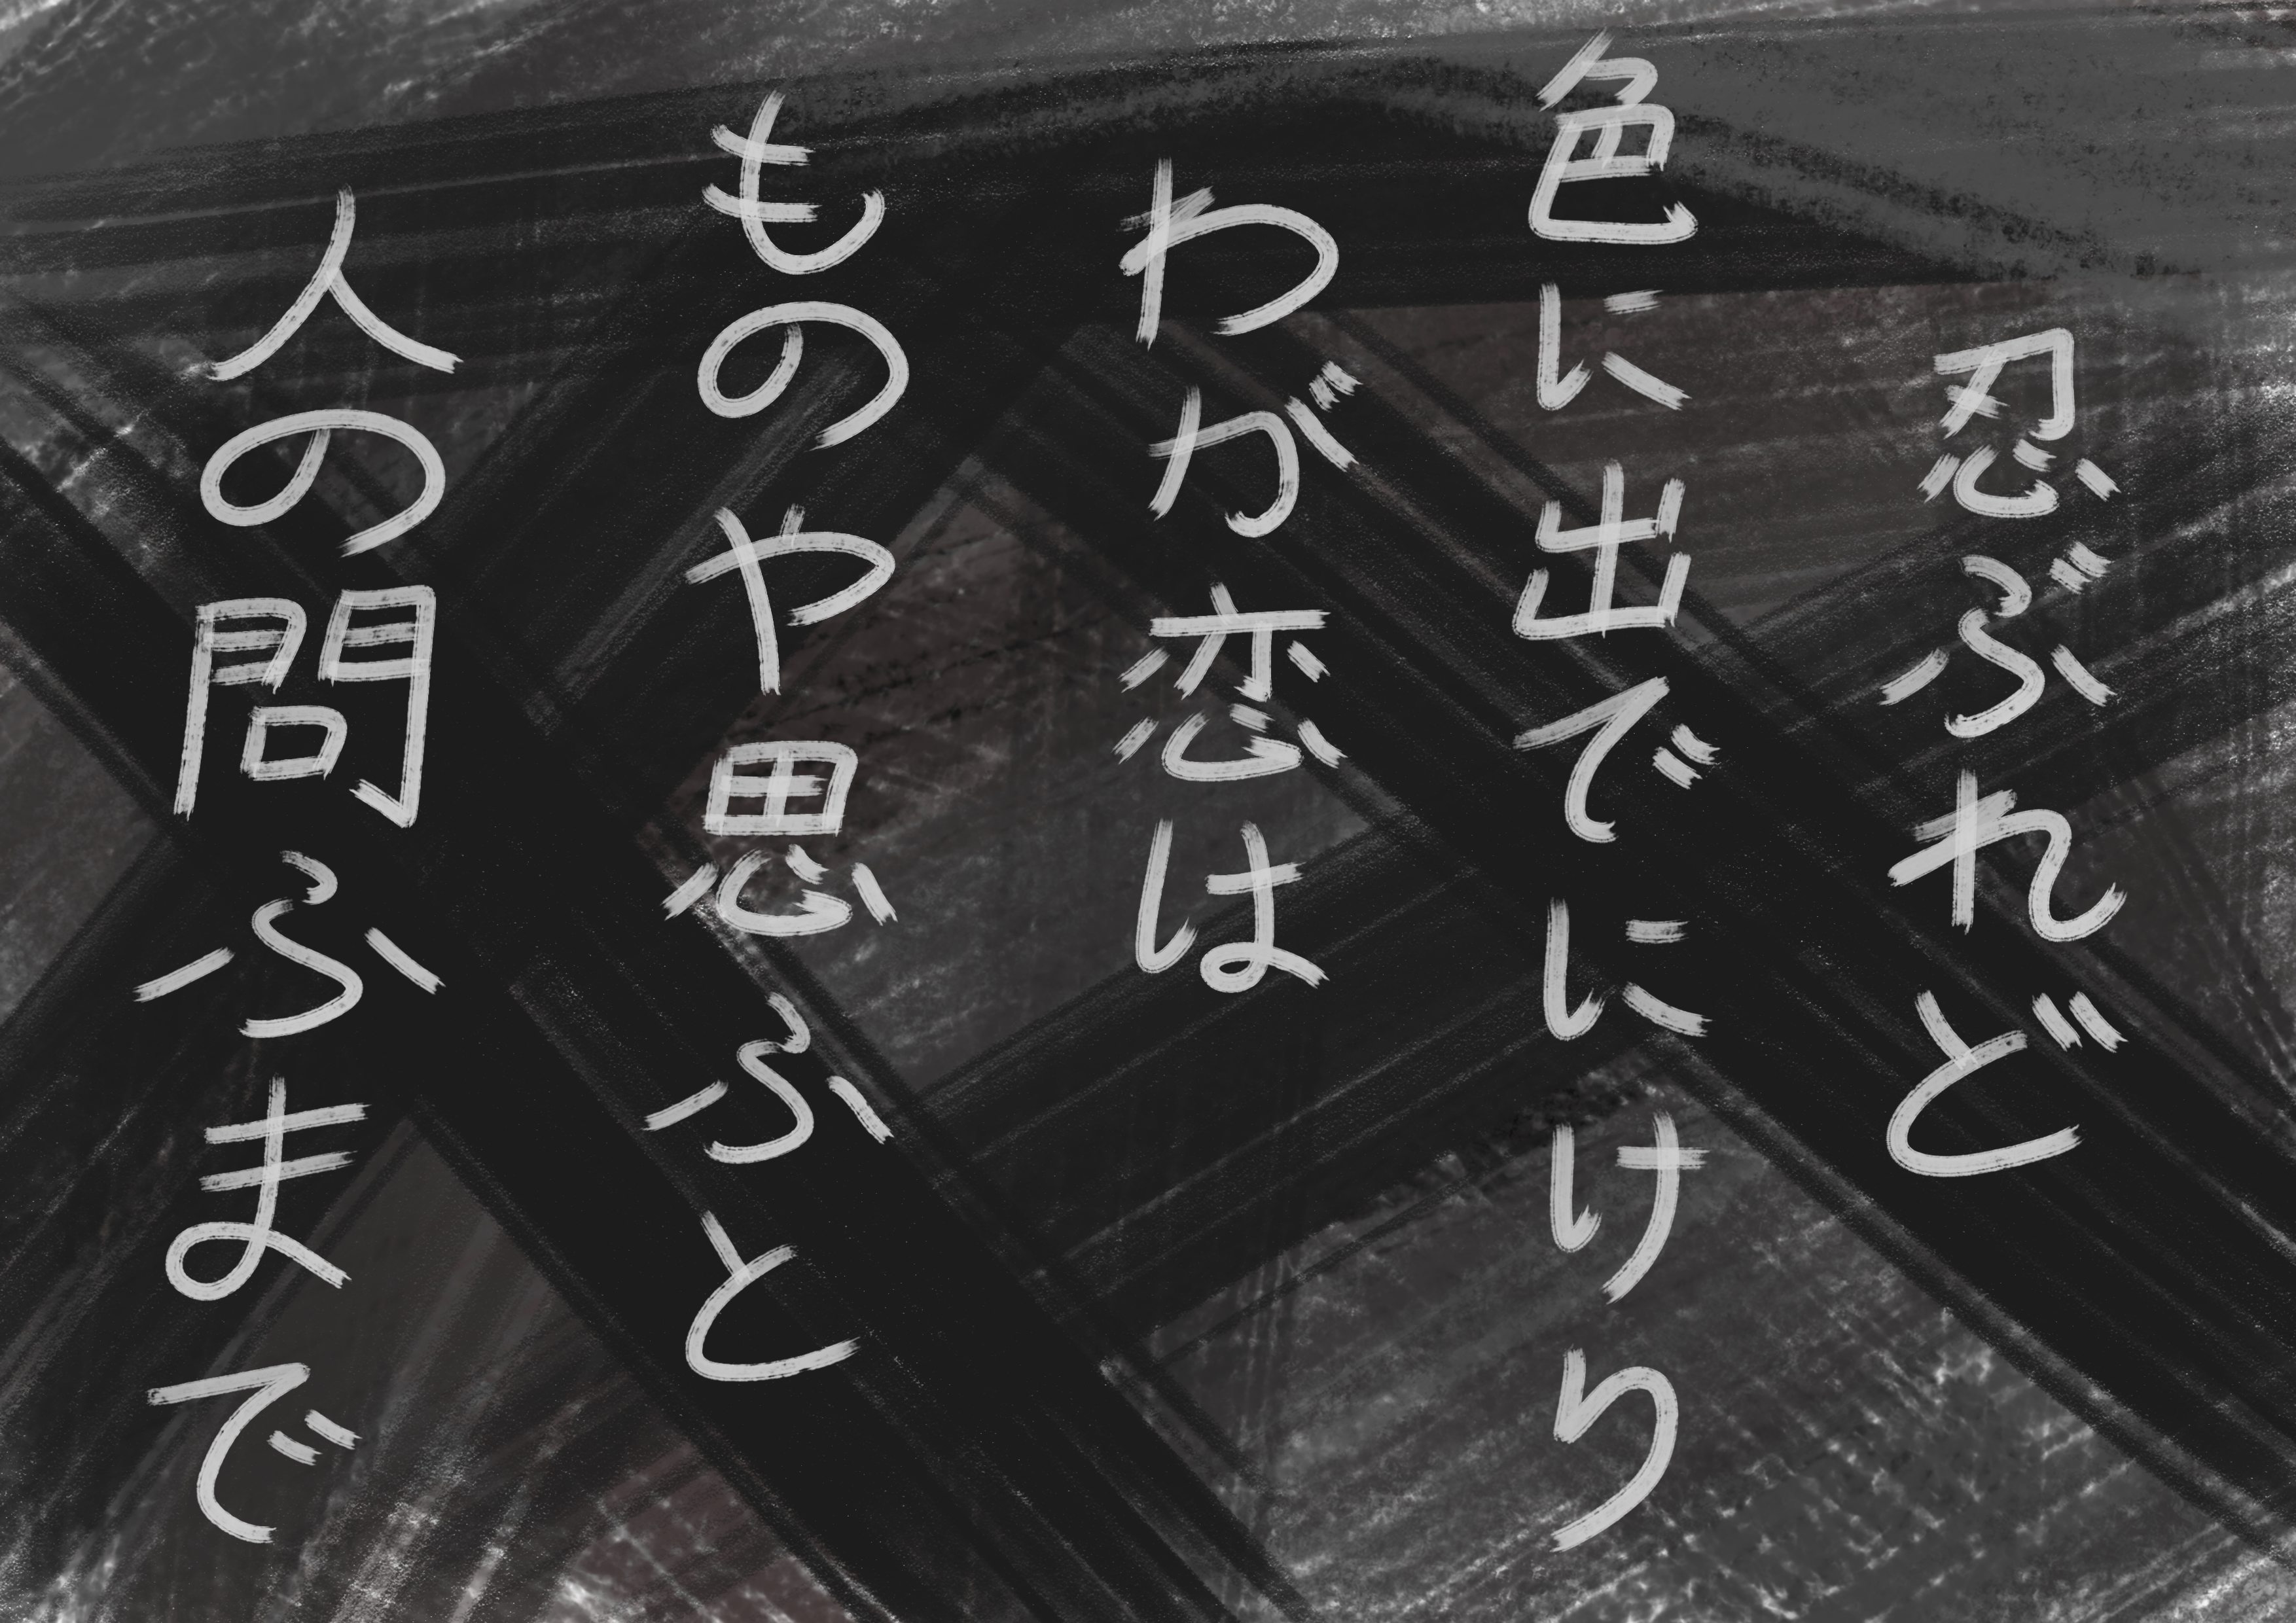 忍ぶれど
色に出でにけり
わが恋は
ものや思ふと
人の問ふまで